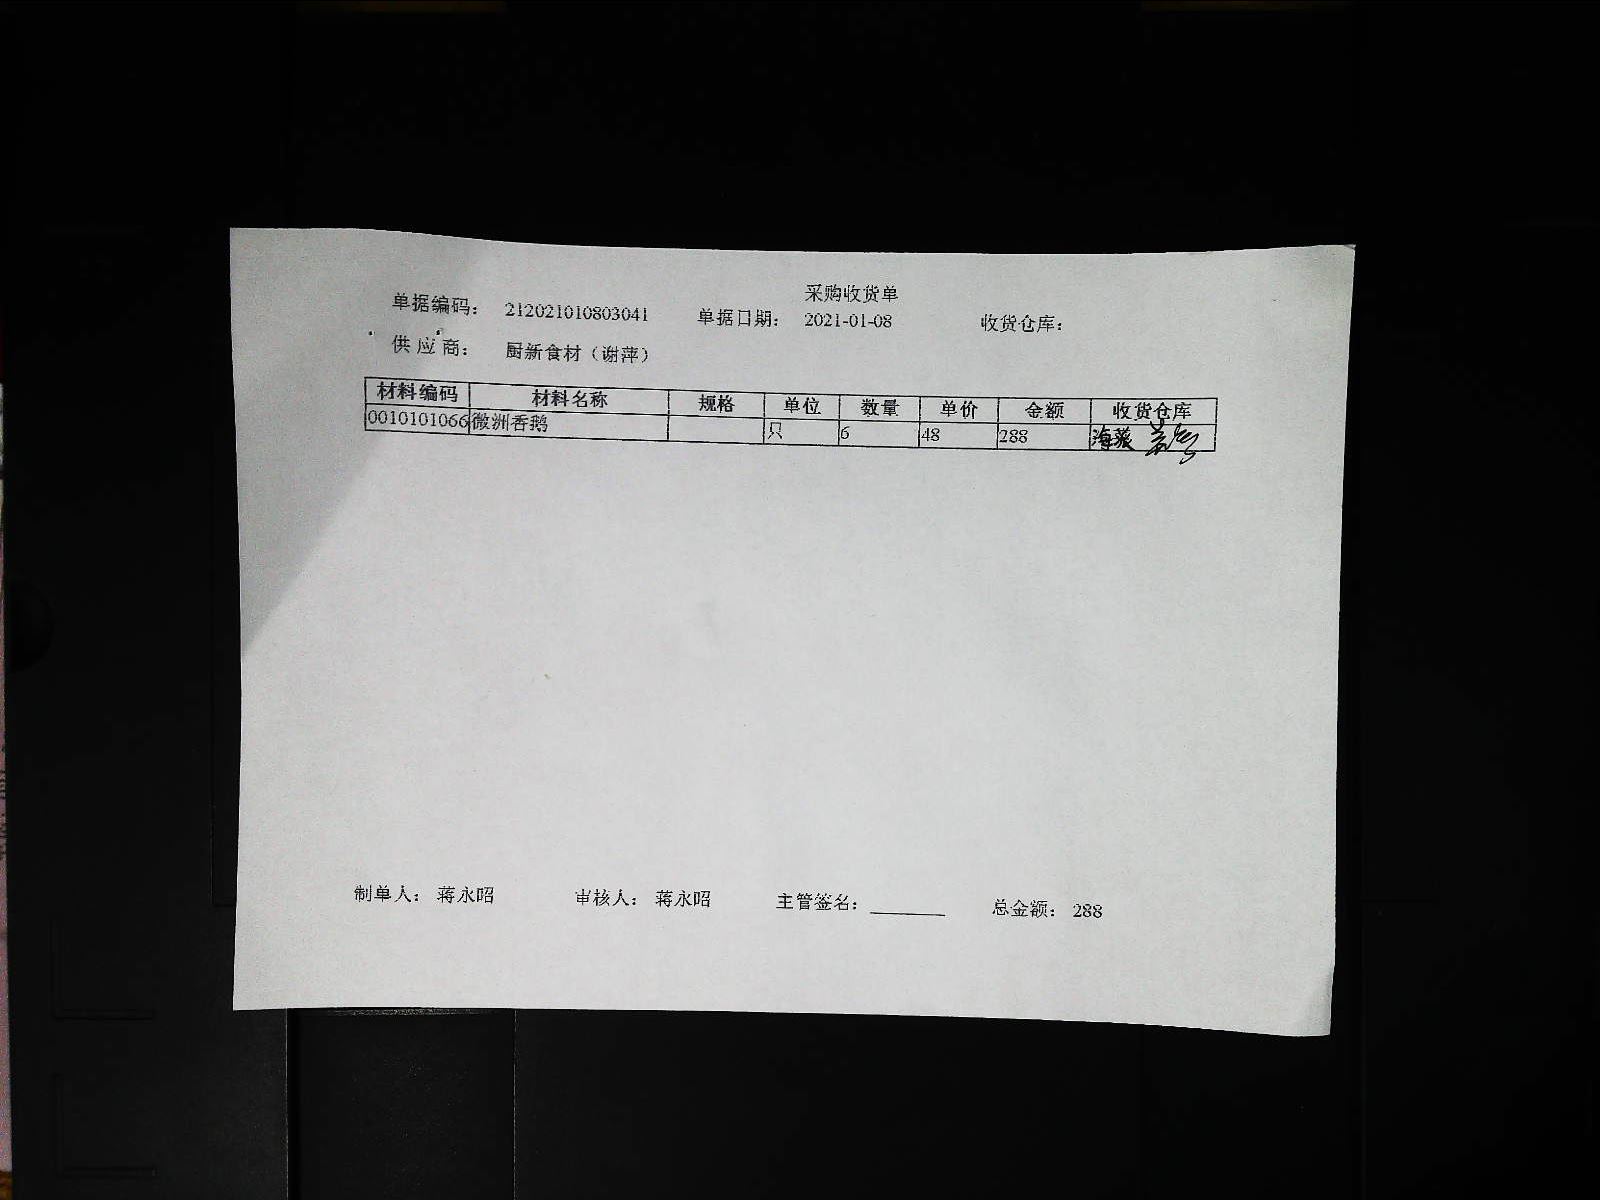 采购收货单
单据编码： 212021010803041 单据日期： 2021-01-08 收货仓库：
供应商： 厨新食材（谢萍）
材料编码 材料名称 规格 单位 数量 单价 金额 收货仓库
0010101066 微洲香鹅 只 6 48 288
制单人： 蒋永昭 审核人： 蒋永昭 主管签名： 总金额： 288